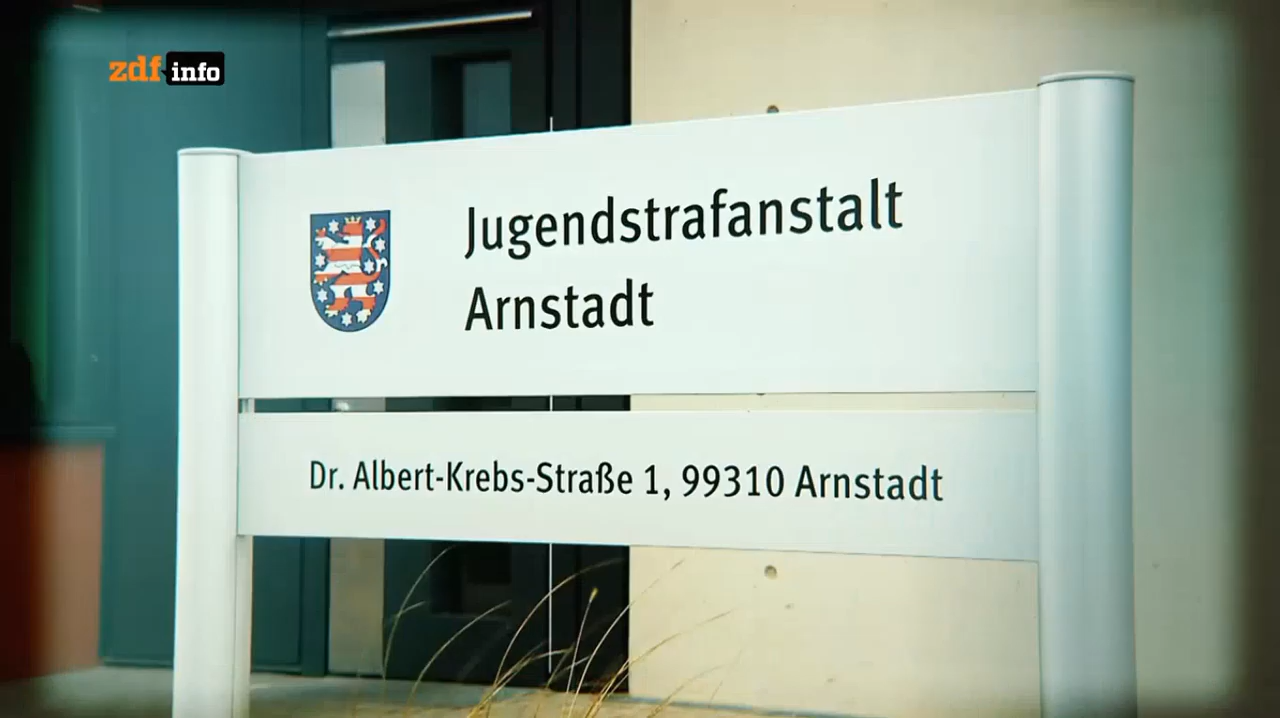 zdf info
Jugendstrafanstalt
Arnstadt
Dr. Albert-Krebs-Straße 1, 99310 Arnstadt